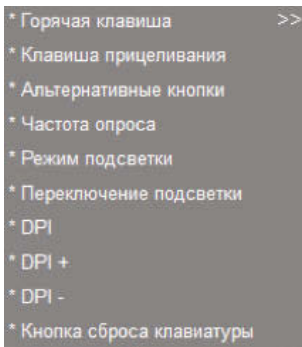 * Горячая клавиша >>
* Клавиша прицеливания
* Альтернативные кнопки
* Частота опроса
* Режим подсветки
* Переключение подсветки
* DPI
* DPI +
* DPI -
* Кнопка сброса клавиатуры